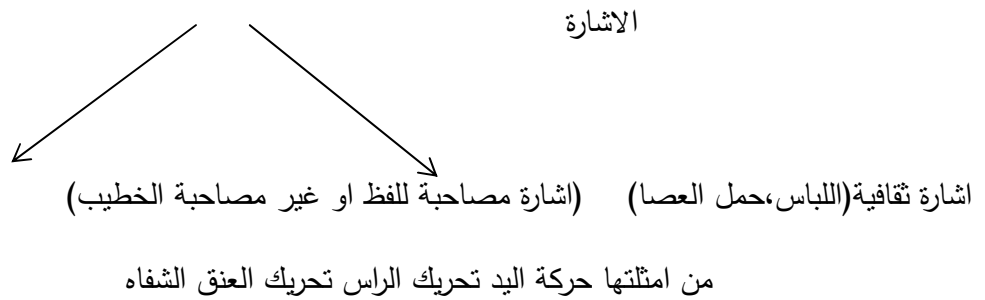 الاشارة
اشارة ثقافية(اللباس،حمل العصا) (اشارة مصاحبة للفظ او غير مصاحبة الخطيب)
من امثلتها حركة اليد تحريك الراس تحريك العنق الشفاه